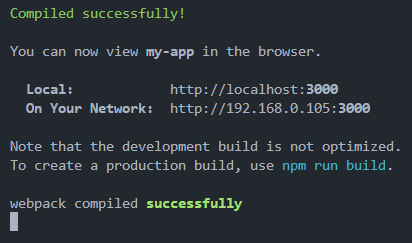 Compiled successfully!
You can now view my-app in the browser.
Local: http://localhost:3000
On Your Network: http://192.168.0.105:3000
Note that the development build is not optimized.
To create a production build, use npm run build.
webpack compiled successfully